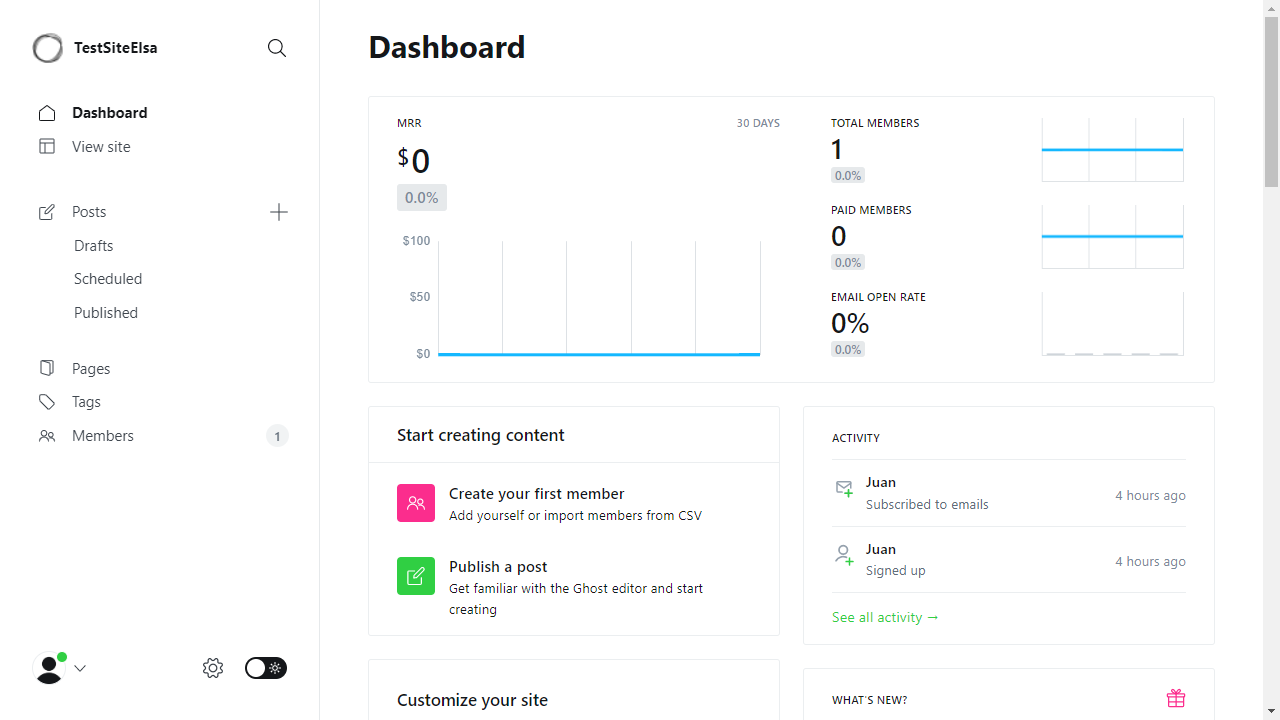 TestSiteElsa
Dashboard
View site
Posts
Drafts
Scheduled
Published
Pages
Tags
Members
1
Dashboard
MRR
30 DAYS
$0
0.0%
$100
$50
$0
TOTAL MEMBERS
1
0.0%
PAID MEMBERS
0
0.0%
EMAIL OPEN RATE
0%
0.0%
Start creating content
Create your first member
Add yourself or import members from CSV
Publish a post
Get familiar with the Ghost editor and start
creating
Customize your site
ACTIVITY
Juan
Subscribed to emails
4 hours ago
Juan
Signed up
4 hours ago
See all activity →
WHAT'S NEW?